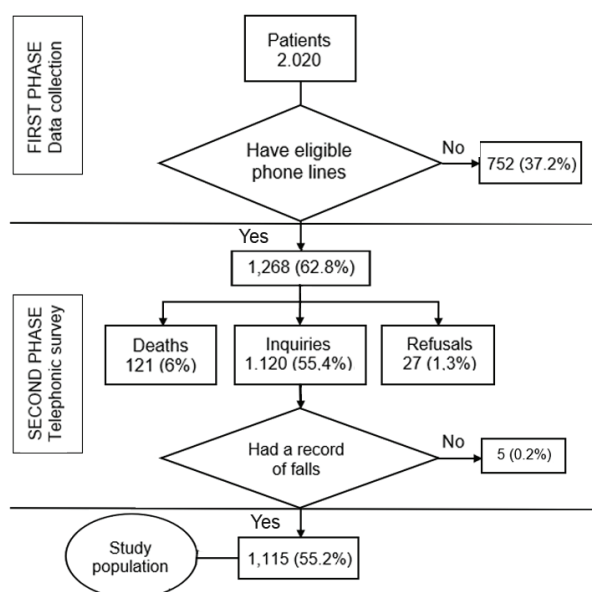 FIRST PHASE
Data collection
Patients
2.020
Have eligible
phone lines
No
752 (37.2%)
Yes
1,268 (62.8%)
SECOND PHASE
Telephonic survey
Deaths
121 (6%)
Inquiries
1.120 (55.4%)
Refusals
27 (1.3%)
Had a record
of falls
No
5 (0.2%)
Yes
Study
population
1,115 (55.2%)